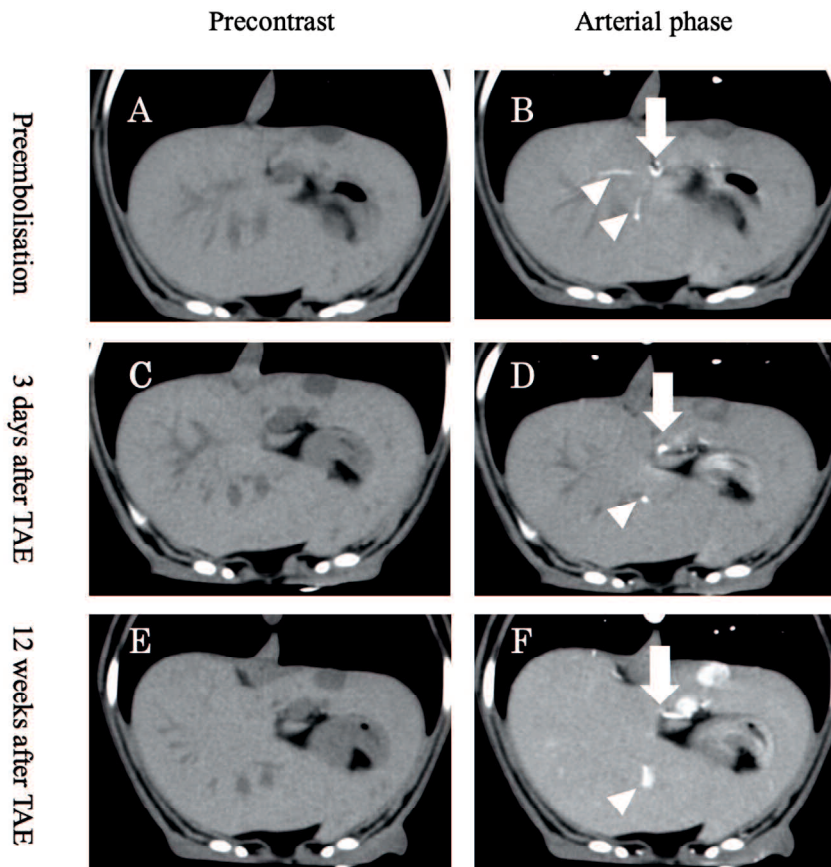 Precontrast
Arterial phase
Preembolisation
A
B
3 days after TAE
C
D
12 weeks after TAE
E
F